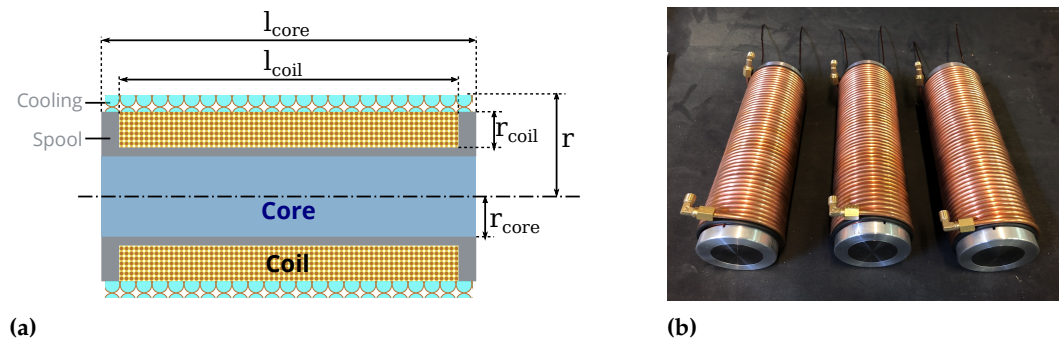 l_core
l_coil
Cooling
Spool
r_coil
r
Core
r_core
Coil
(a)
(b)